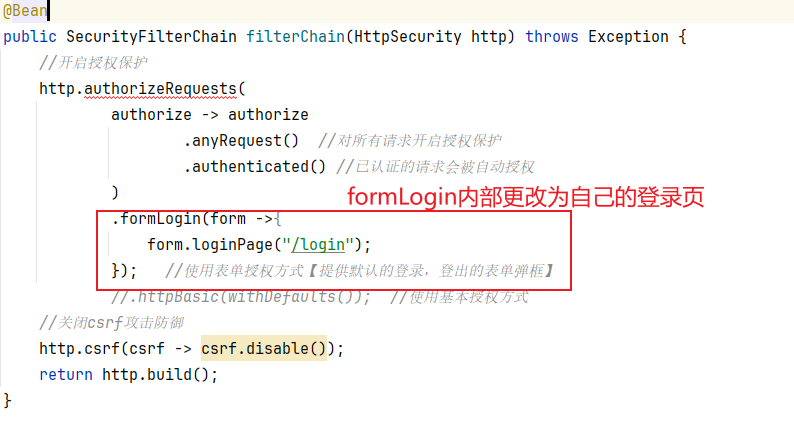 @Bean
public SecurityFilterChain filterChain(HttpSecurity http) throws Exception {
//开启授权保护
http.authorizeRequests(
authorize -> authorize
.anyRequest() //对所有请求开启授权保护
.authenticated() //已认证的请求会被自动授权
)
formLogin内部更改为自己的登录页
.formLogin(form ->{
form.loginPage("/login");
}); //使用表单授权方式【提供默认的登录，登出的表单弹框】
//.httpBasic(withDefaults()); //使用基本授权方式
//关闭csrf攻击防御
http.csrf(csrf -> csrf.disable());
return http.build();
}